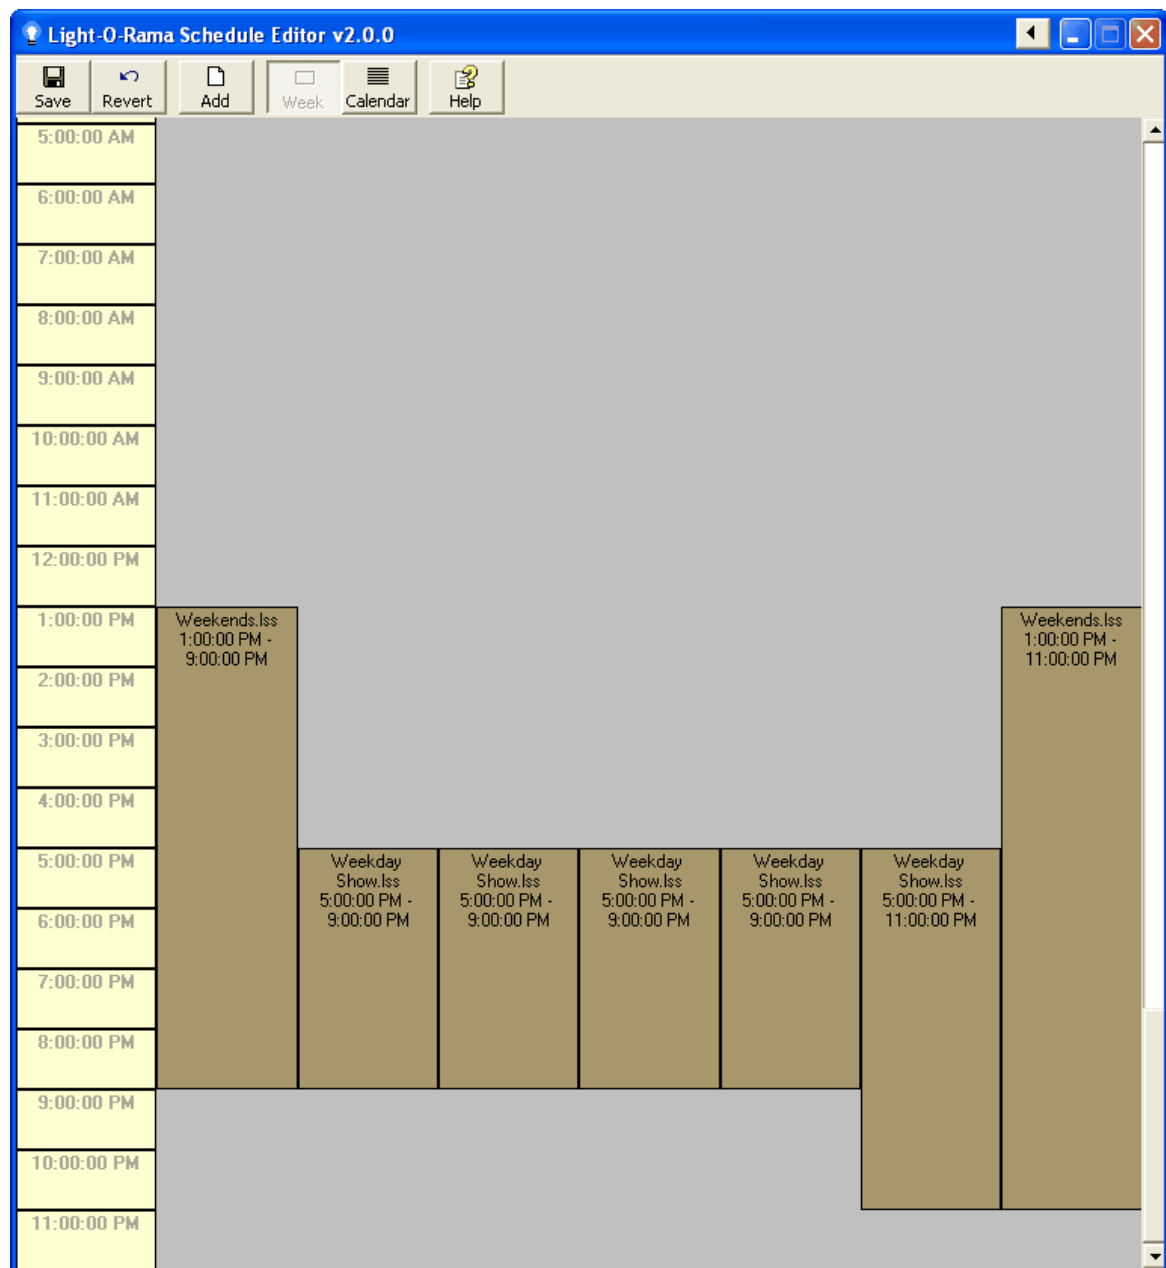 Light-O-Rama Schedule Editor v2.0.0
Save Revert Add Week Calendar Help
5:00:00 AM
6:00:00 AM
7:00:00 AM
8:00:00 AM
9:00:00 AM
10:00:00 AM
11:00:00 AM
12:00:00 PM
1:00:00 PM
2:00:00 PM
3:00:00 PM
4:00:00 PM
5:00:00 PM
6:00:00 PM
7:00:00 PM
8:00:00 PM
9:00:00 PM
10:00:00 PM
11:00:00 PM
Weekends.lss
1:00:00 PM -
9:00:00 PM
Weekday
Show.lss
5:00:00 PM -
9:00:00 PM
Weekday
Show.lss
5:00:00 PM -
9:00:00 PM
Weekday
Show.lss
5:00:00 PM -
9:00:00 PM
Weekday
Show.lss
5:00:00 PM -
9:00:00 PM
Weekday
Show.lss
5:00:00 PM -
11:00:00 PM
Weekends.lss
1:00:00 PM -
11:00:00 PM